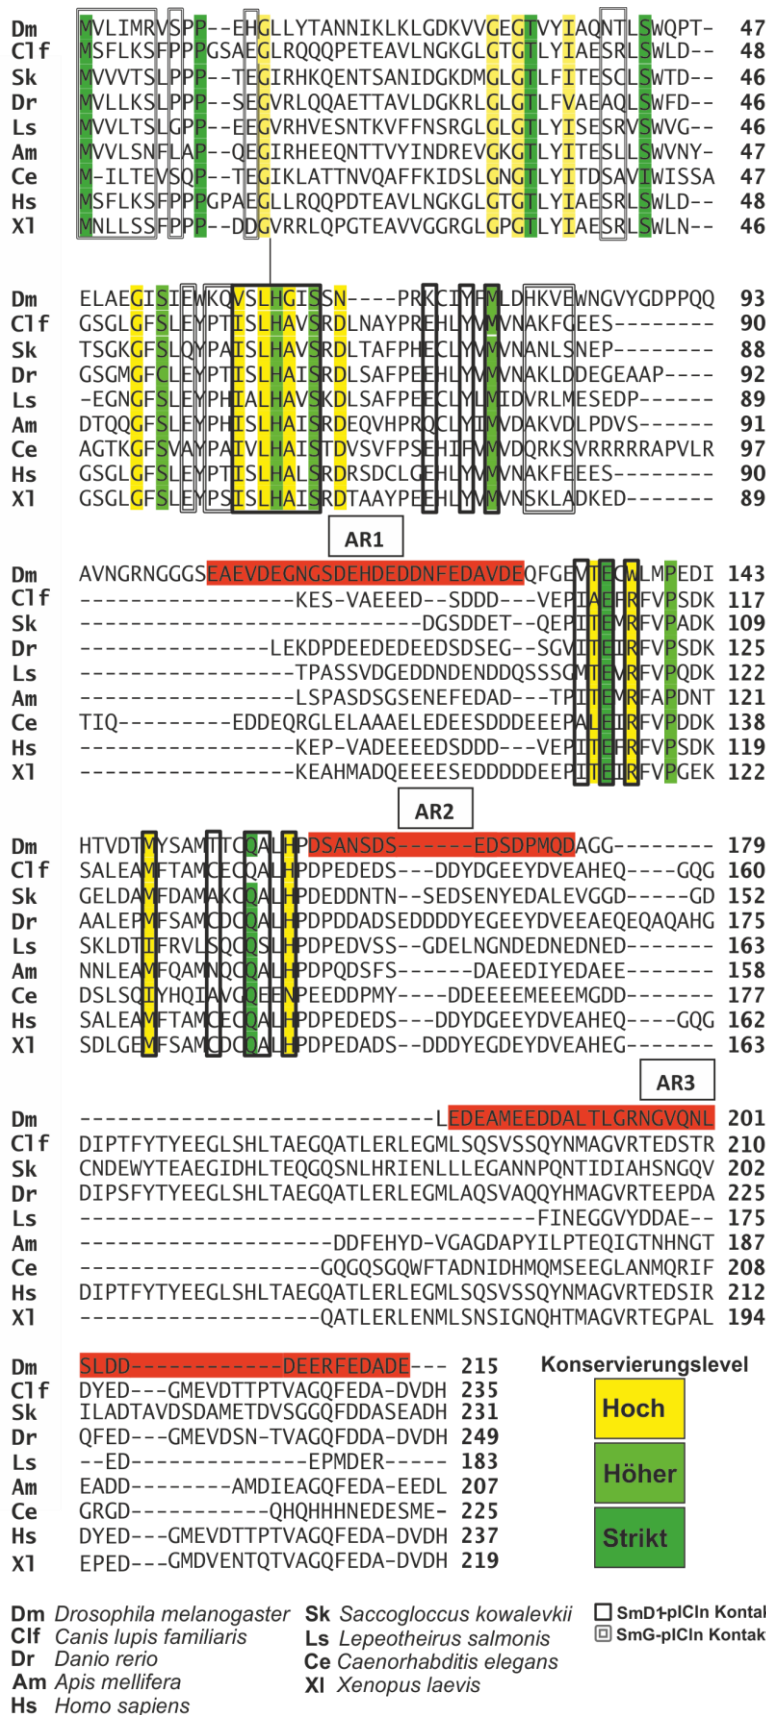 Dm MVLIMRVSPP---EHGLLYTANNIKLKLGDKVVGEGTVYIAQNTLSWQPT- 47
Clf MSFLKSFPPPGSAEGLRQQQPETEAVLNGKGLGTGTLYIAESRLSWLD-- 48
Sk MVVVTSLPPP---TEGIRHKQENTSANIDGKDMGLGTLFITESCLSWTD-- 46
Dr MVLLKSLPPP---SEGVRLQQAETTAVLDGKRLGLGTLFVAEAQLSWFD-- 46
Ls MVVLTSLGPP---EEGVRHVESNTKVFFNSRGLGLGTLYISESRVSWVG-- 46
Am MVVLSNFLAP---QEGIRHEEQNTTVYINDREVGKGTLYITESLLSWVNY- 47
Ce M-ILTEVSQP---TEGIKLATTNVQAFFKIDSLGNGTLYITDSAVIWISSA 47
Hs MSFLKSFPPPGPAEGLLRQQPDTEAVLNGKGLGTGTLYIAESRLSWLD-- 48
Xl MNLLSSFPPP---DDGVRRLQPGTEAVVGGRGLGPGTLYIAESRLSWLN-- 46
Dm ELAEGISIEWKQVSLHGISSN----PRKCIYFMLDHKVEWNGVYGDPPQQ 93
Clf GSGLGFSLEYPTISLHAVSRDLNAYPREHLYVMVNAKFGEES-------- 90
Sk TSGKGFSLQYPAISLHAVSRDLTAFPHECLYVMVNANLSNEP-------- 88
Dr GSGMGFCLEYPTISLHAISRDLSAFPEEHLYVMVNAKLDDEGEAAP---- 92
Ls -EGNGFSLEYPHIALHAVSKDLSAFPEECLYLMIDVRLMESEDP------ 89
Am DTQQGFSLEYPHISLHAISRDEQVHPRQCLYIMVDAKVDLPDVS------ 91
Ce AGTKGFSVAYPAIVLHAISTDVSVFPSEHIFVMVDQRKSVRRRRRAPVLR 97
Hs GSGLGFSLEYPTISLHALSRDRSDCLGEHLYVMVNAKFEEES-------- 90
Xl GSGLGFSLEYPSISLHAISRDTAAYPEEHLYVMVNSKLADKED------- 89
AR1
Dm AVNGRNGGGSEAEVDEGNGSDEHDEDDNFEDAVDEQFGEVTECWLMPEDI 143
Clf -----------------KES-VAEEED--SDDD---VEPIAEFRFVPSDK 117
Sk ---------------------------DGSDDET--QEPITEMRFVPADK 109
Dr ---------------LEKDPDEEDEDEEDSDSEG--SGVITEIRFVPSDK 125
Ls -----------------TPASSVDGEDDNDENDDQSSSGMTEVRFVPQDK 122
Am -----------------LSPASDSGSENEFEDAD---TPITEMRFAPDNT 121
Ce TIQ---------EDDEQRGLELAAAELEDEESDDDEEEPALEIRFVPDDK 138
Hs -----------------KEP-VADEEEEDSDDD---VEPITEFRFVPSDK 119
Xl -----------------KEAHMADQEEEESEDDDDDEEPITEIRFVPGEK 122
AR2
Dm HTVDTMYSAMTTCQALHPDSANSDS------EDSDPMQDAGG-------- 179
Clf SALEAMFTAMCECQALHPDPEDEDS---DDYDGEEYDVEAHEQ----GQG 160
Sk GELDAMFDAMAKCQALHPDEDDNTN---SEDSENYEDALEVGGD----GD 152
Dr AALEPMFSAMCDCQALHPDPDDADSEDDDDYEGEEYDVEEAEQEQAQAHG 175
Ls SKLDTIFRVLSQCQSLHPDPEDVSS---GDELNGNDEDNEDNED------- 163
Am NNLEAMFQAMNQCQALHPDPQDSFS------DAEEDIYEDAEE------- 158
Ce DSLSQIYHQIAVGQEENPEEDDPMY----DDEEEEMEEEMGDD------- 177
Hs SALEAMFTAMCECQALHPDPEDEDS---DDYDGEEYDVEAHEQ----GQG 162
Xl SDLGEMFSAMCDCQALHPDPEDADS---DDDYEGDEYDVEAHEG------- 163
AR3
Dm ----------------------------LEDEAMEEDDALTLGRNGVQNL 201
Clf DIPTFYTYEEGLSHLTAEGQATLERLEGMLSQSVSSQYNMAGVRTEDSTR 210
Sk CNDEWYTEAEGIDHLTEQGQSNLHRIENLLLEGANNPQNTIDIAHSNGQV 202
Dr DIPSFYTYEEGLSHLTAEGQATLERLEGMLAQSVAQQYHMAGVRTEEPDA 225
Ls ------------------------------------FINEGGVYDDAE-- 175
Am --------------------DDFEHYD-VGAGDAPYILPTEQIGTNHNGT 187
Ce -------------------GQGQSGQWFTADNIDHMQMSEEGLANMQRIF 208
Hs DIPTFYTYEEGLSHLTAEGQATLERLEGMLSQSVSSQYNMAGVRTEDSIR 212
Xl -------------------QATLERLENMLSNSIGNQHTMAGVRTEGPAL 194
Dm SLDD------------DEERFEDADE--- 215
Clf DYED---GMEVDTTPTVAGQFEDA-DVDH 235
Sk ILADTAVDSDAMETDVSGGQFDDASEADH 231
Dr QFED---GMEVDSN-TVAGQFDDA-DVDH 249
Ls --ED---------------EPMDER---- 183
Am EADD-------AMDIEAGQFEDA-EEDL 207
Ce GRGD----------QHQHHHNEDESME- 225
Hs DYED---GMEVDTTPTVAGQFEDA-DVDH 237
Xl EPED---GMDVENTQTVAGQFEDA-DVDH 219
Konservierungslevel
Hoch
Höher
Strikt
Dm Drosophila melanogaster
Clf Canis lupis familiaris
Dr Danio rerio
Am Apis mellifera
Hs Homo sapiens
Sk Saccogloccus kowalevkii
Ls Lepeotheirus salmonis
Ce Caenorhabditis elegans
Xl Xenopus laevis
SmD1-pICln Kontak
SmG-pICln Kontak